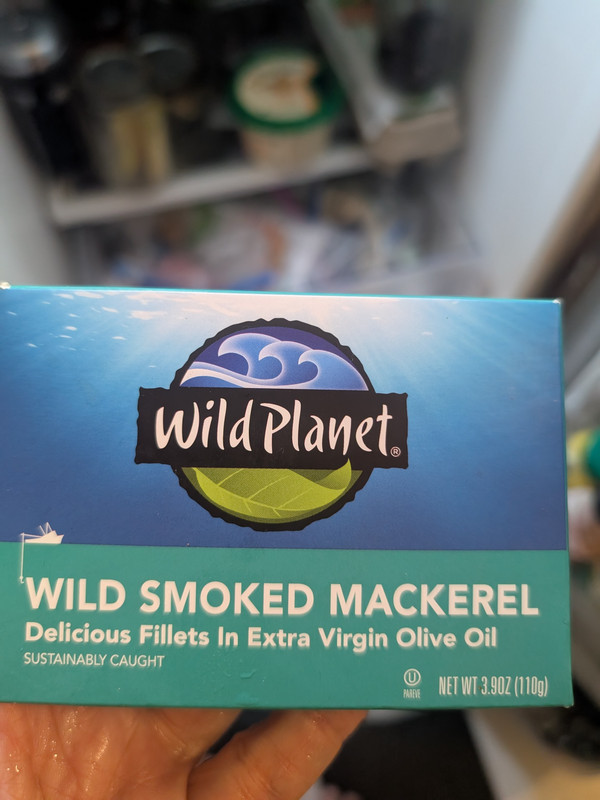 Wild Planet®
WILD SMOKED MACKEREL
Delicious Fillets In Extra Virgin Olive Oil
SUSTAINABLY CAUGHT
U
PAREVE
NET WT 3.9OZ (110g)